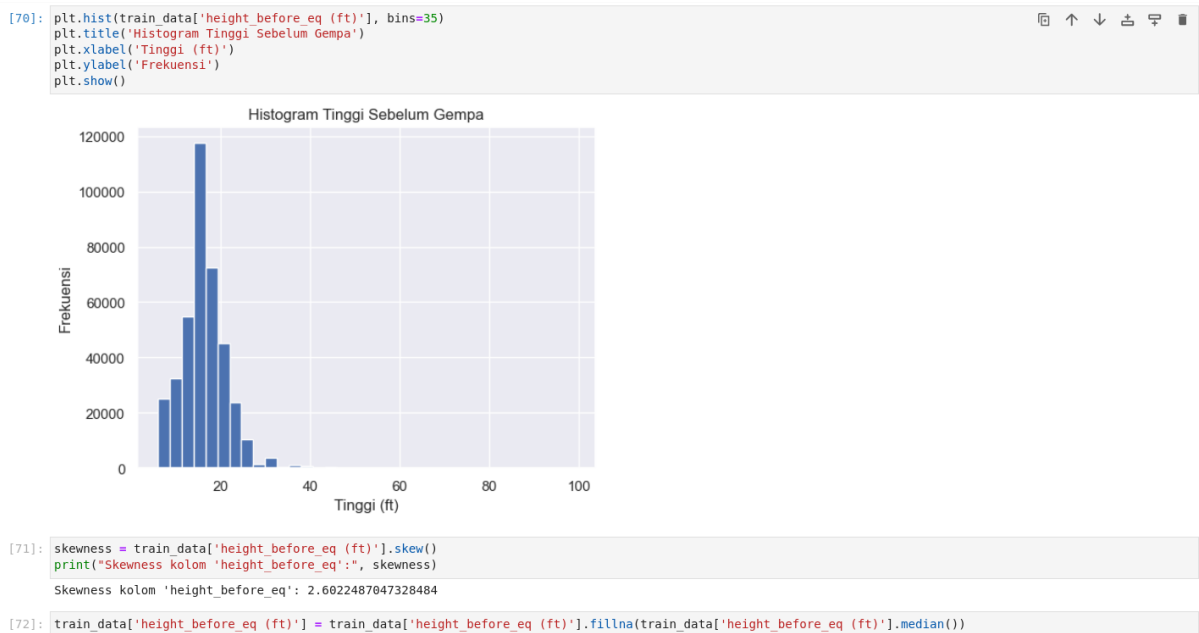 [70]: plt.hist(train_data['height_before_eq (ft)'], bins=35)
plt.title('Histogram Tinggi Sebelum Gempa')
plt.xlabel('Tinggi (ft)')
plt.ylabel('Frekuensi')
plt.show()
Histogram Tinggi Sebelum Gempa
120000
100000
80000
60000
40000
20000
0
Frekuensi
20 40 60 80 100
Tinggi (ft)
[71]: skewness = train_data['height_before_eq (ft)'].skew()
print("Skewness kolom 'height_before_eq':", skewness)
Skewness kolom 'height_before_eq': 2.6022487047328484
[72]: train_data['height_before_eq (ft)'] = train_data['height_before_eq (ft)'].fillna(train_data['height_before_eq (ft)'].median())